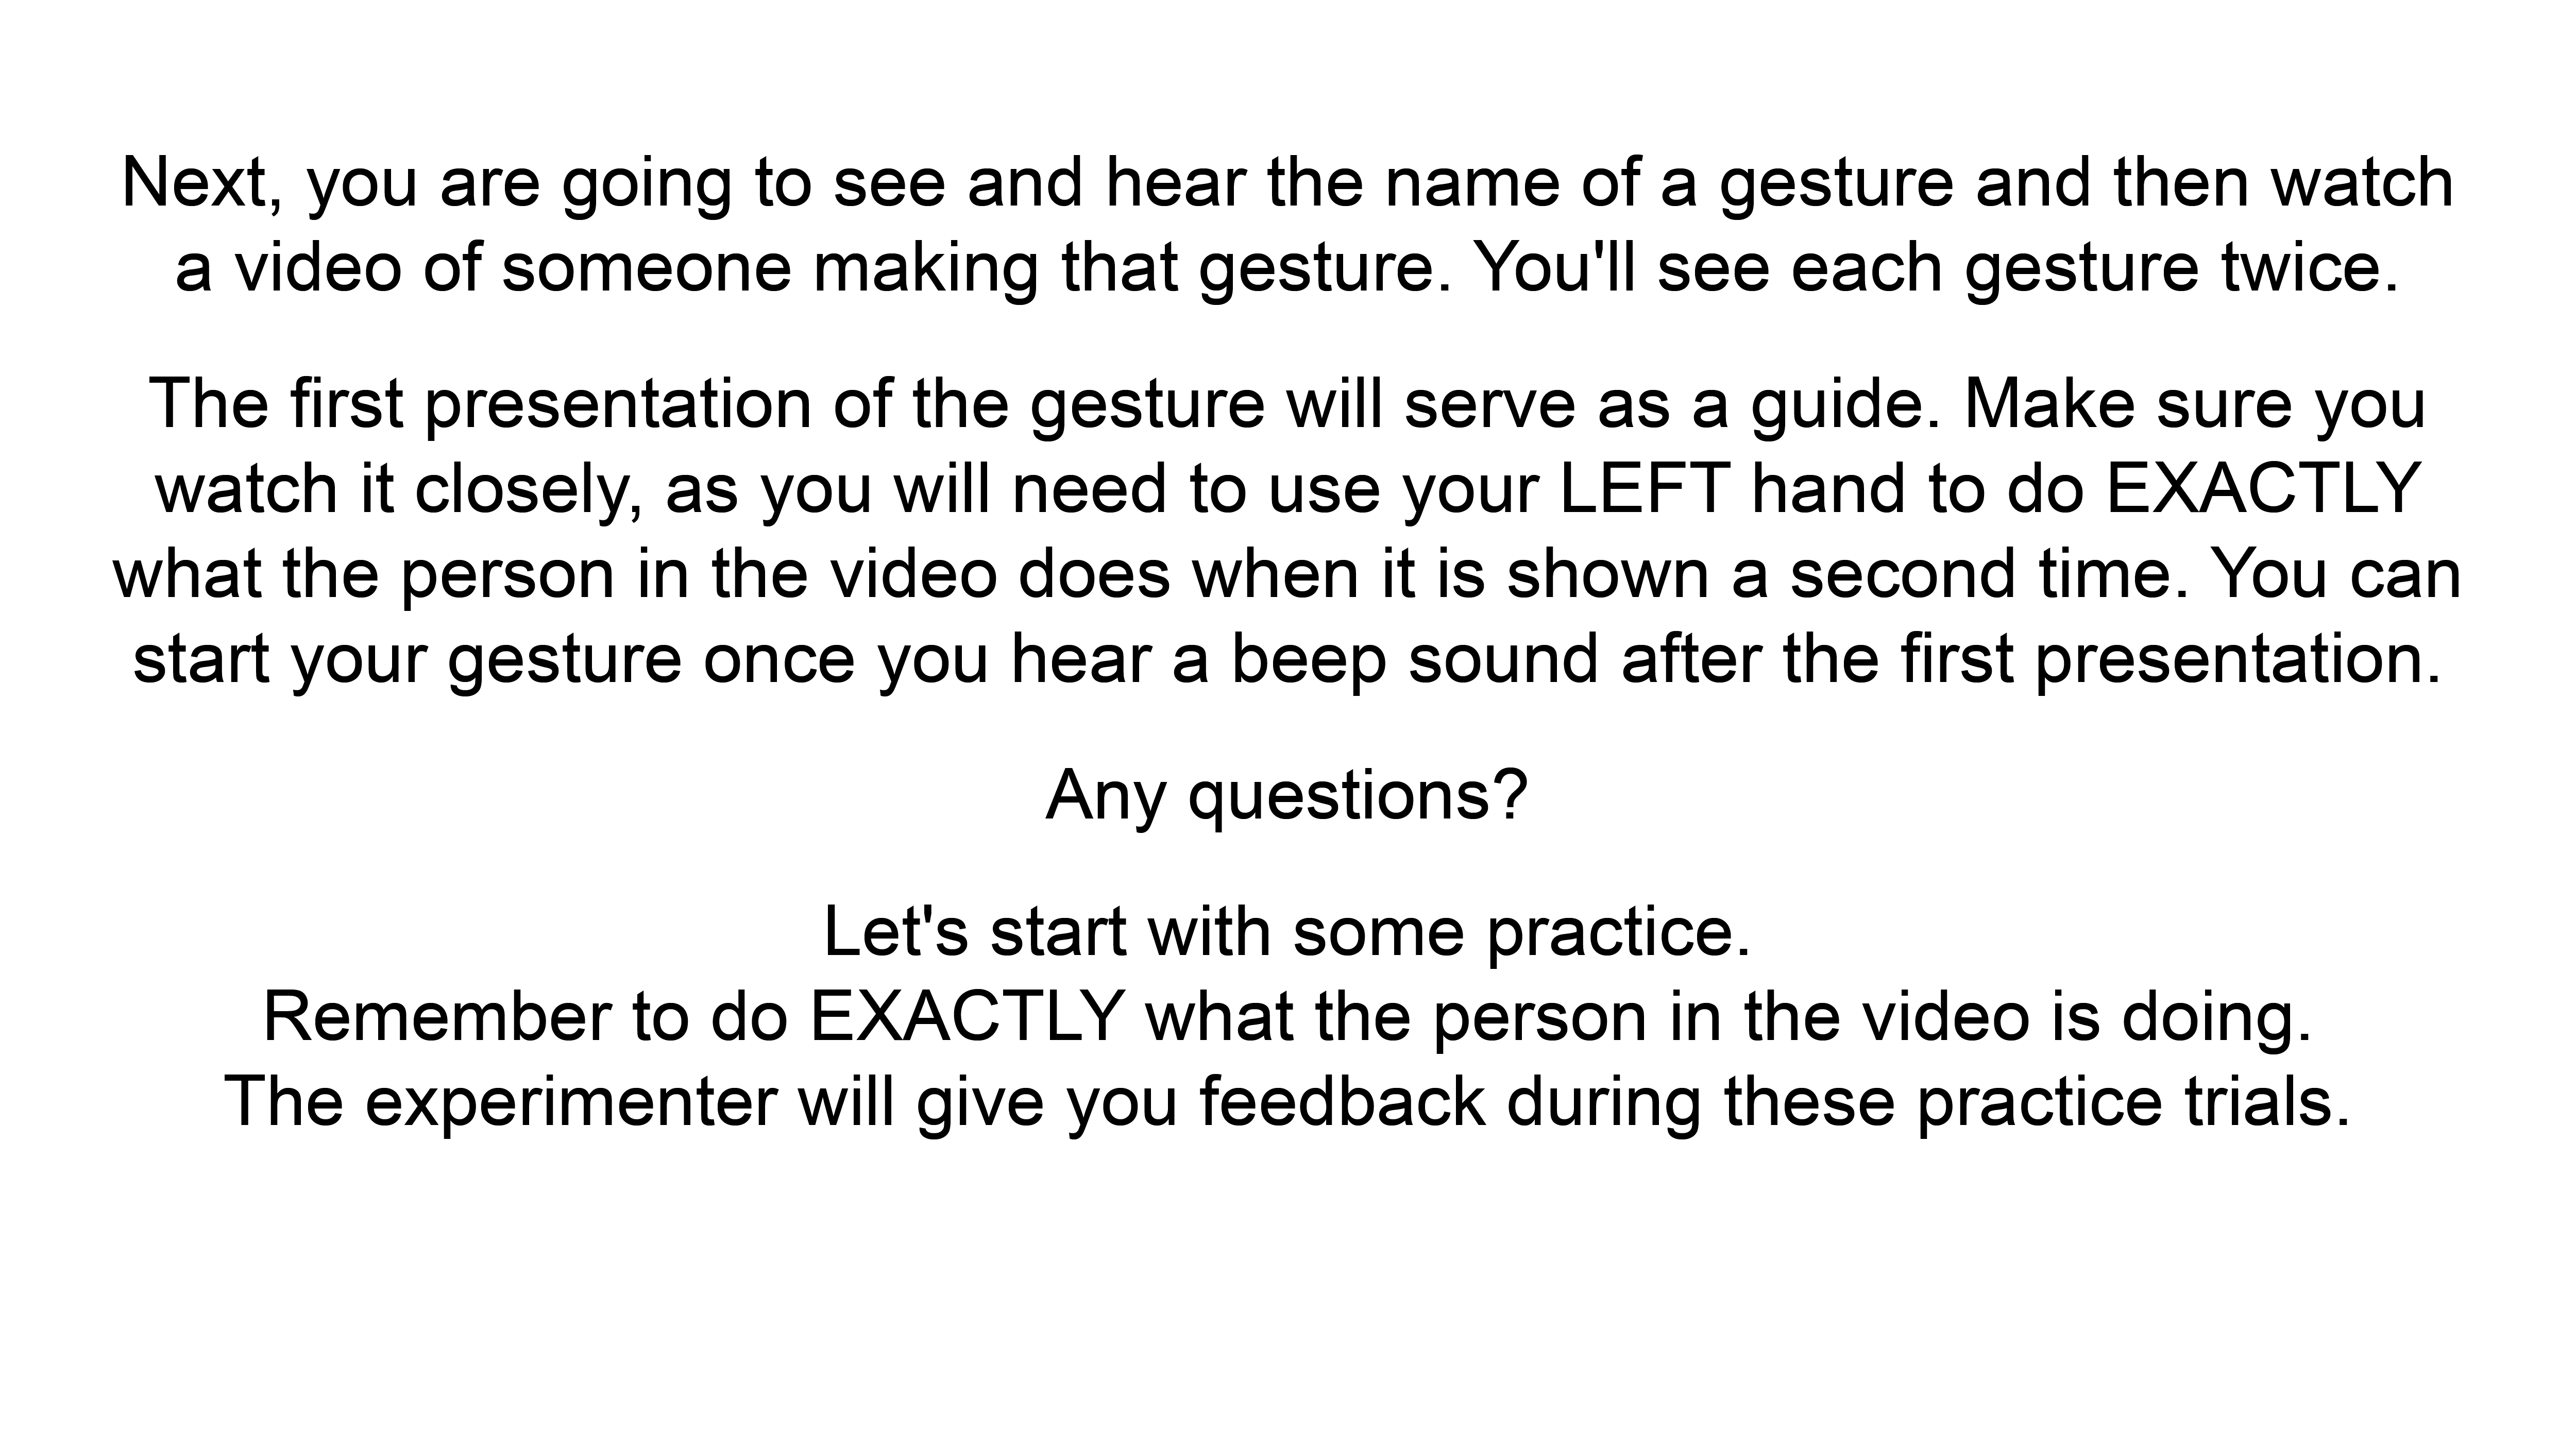 Next, you are going to see and hear the name of a gesture and then watch
a video of someone making that gesture. You'll see each gesture twice.
The first presentation of the gesture will serve as a guide. Make sure you
watch it closely, as you will need to use your LEFT hand to do EXACTLY
what the person in the video does when it is shown a second time. You can
start your gesture once you hear a beep sound after the first presentation.
Any questions?
Let's start with some practice.
Remember to do EXACTLY what the person in the video is doing.
The experimenter will give you feedback during these practice trials.